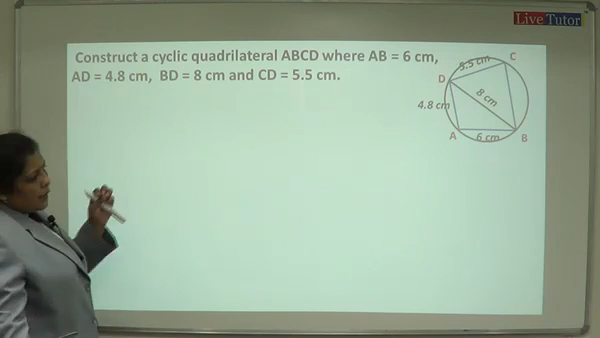 Live Tutor
Construct a cyclic quadrilateral ABCD where AB = 6 cm,
AD = 4.8 cm, BD = 8 cm and CD = 5.5 cm.
C
5.5 cm
D
8 cm
4.8 cm
A
6 cm
B